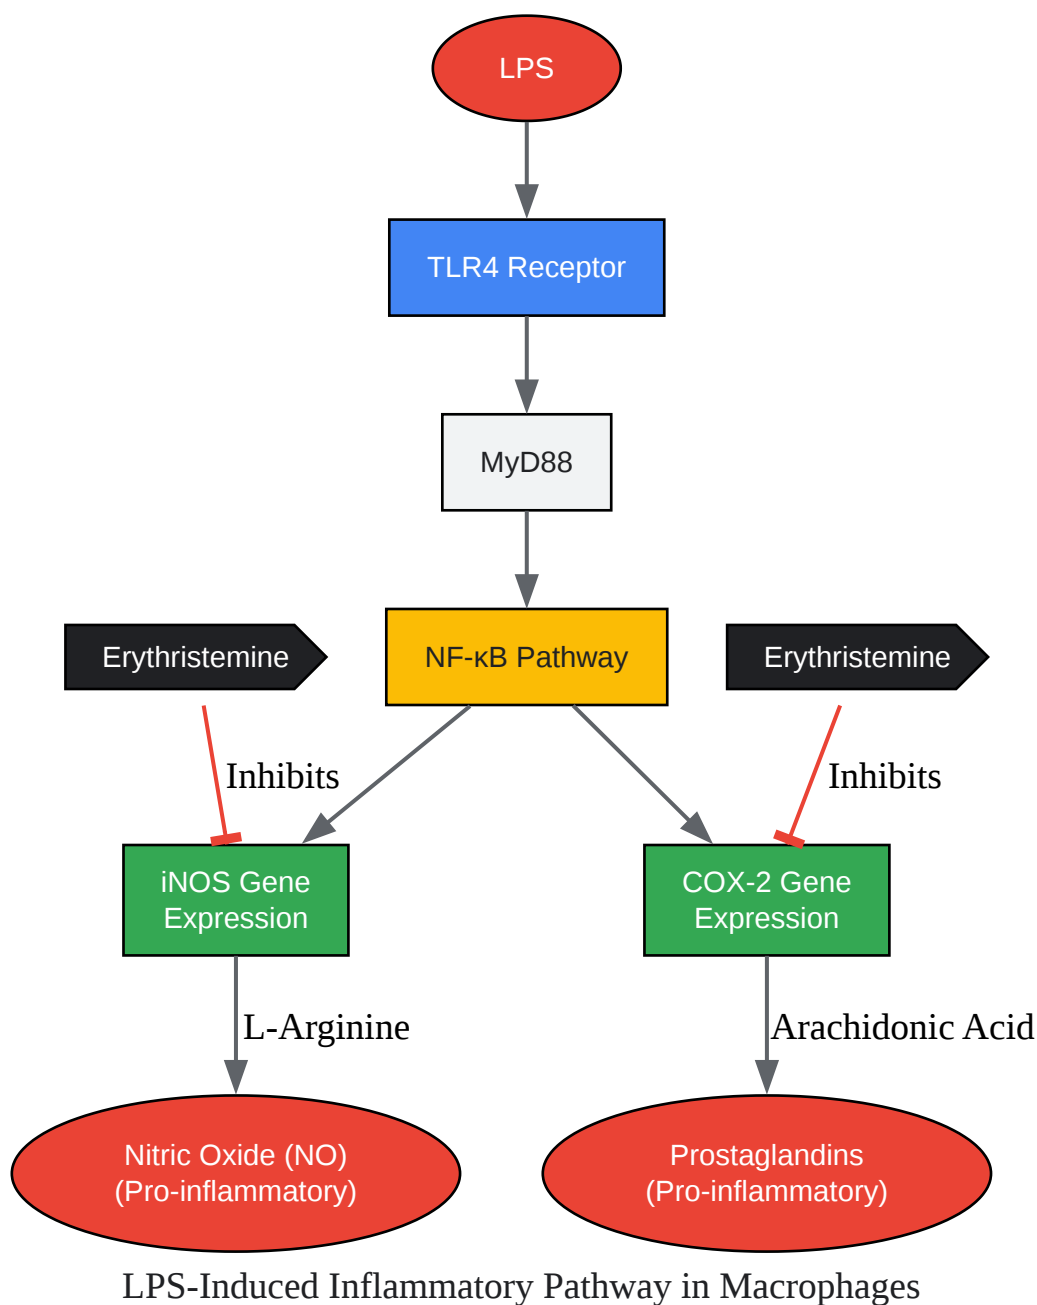 LPS
TLR4 Receptor
MyD88
Erythristemine
NF-κB Pathway
Erythristemine
Inhibits
Inhibits
iNOS Gene
Expression
COX-2 Gene
Expression
L-Arginine
Arachidonic Acid
Nitric Oxide (NO)
(Pro-inflammatory)
Prostaglandins
(Pro-inflammatory)
LPS-Induced Inflammatory Pathway in Macrophages